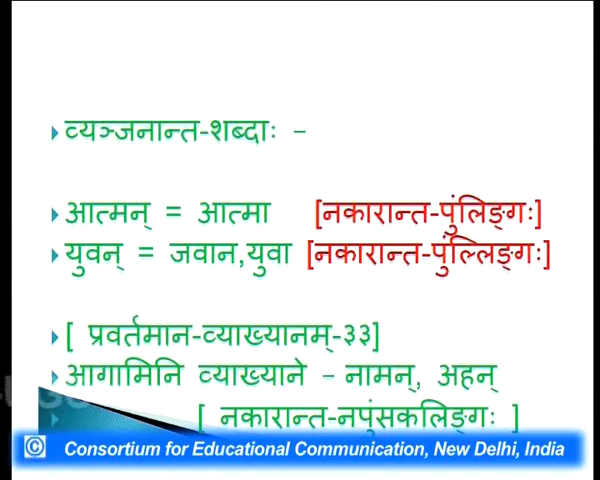 व्यञ्जनान्त-शब्दाः –
आत्मन् = आत्मा [नकारान्त-पुंलिङ्गः]
युवन् = जवान,युवा [नकारान्त-पुंल्लिङ्गः]
[ प्रवर्तमान-व्याख्यानम्-३३]
आगामिनि व्याख्याने – नामन्, अहन्
[ नकारान्त-नपुंसकलिङ्गः ]
© Consortium for Educational Communication, New Delhi, India